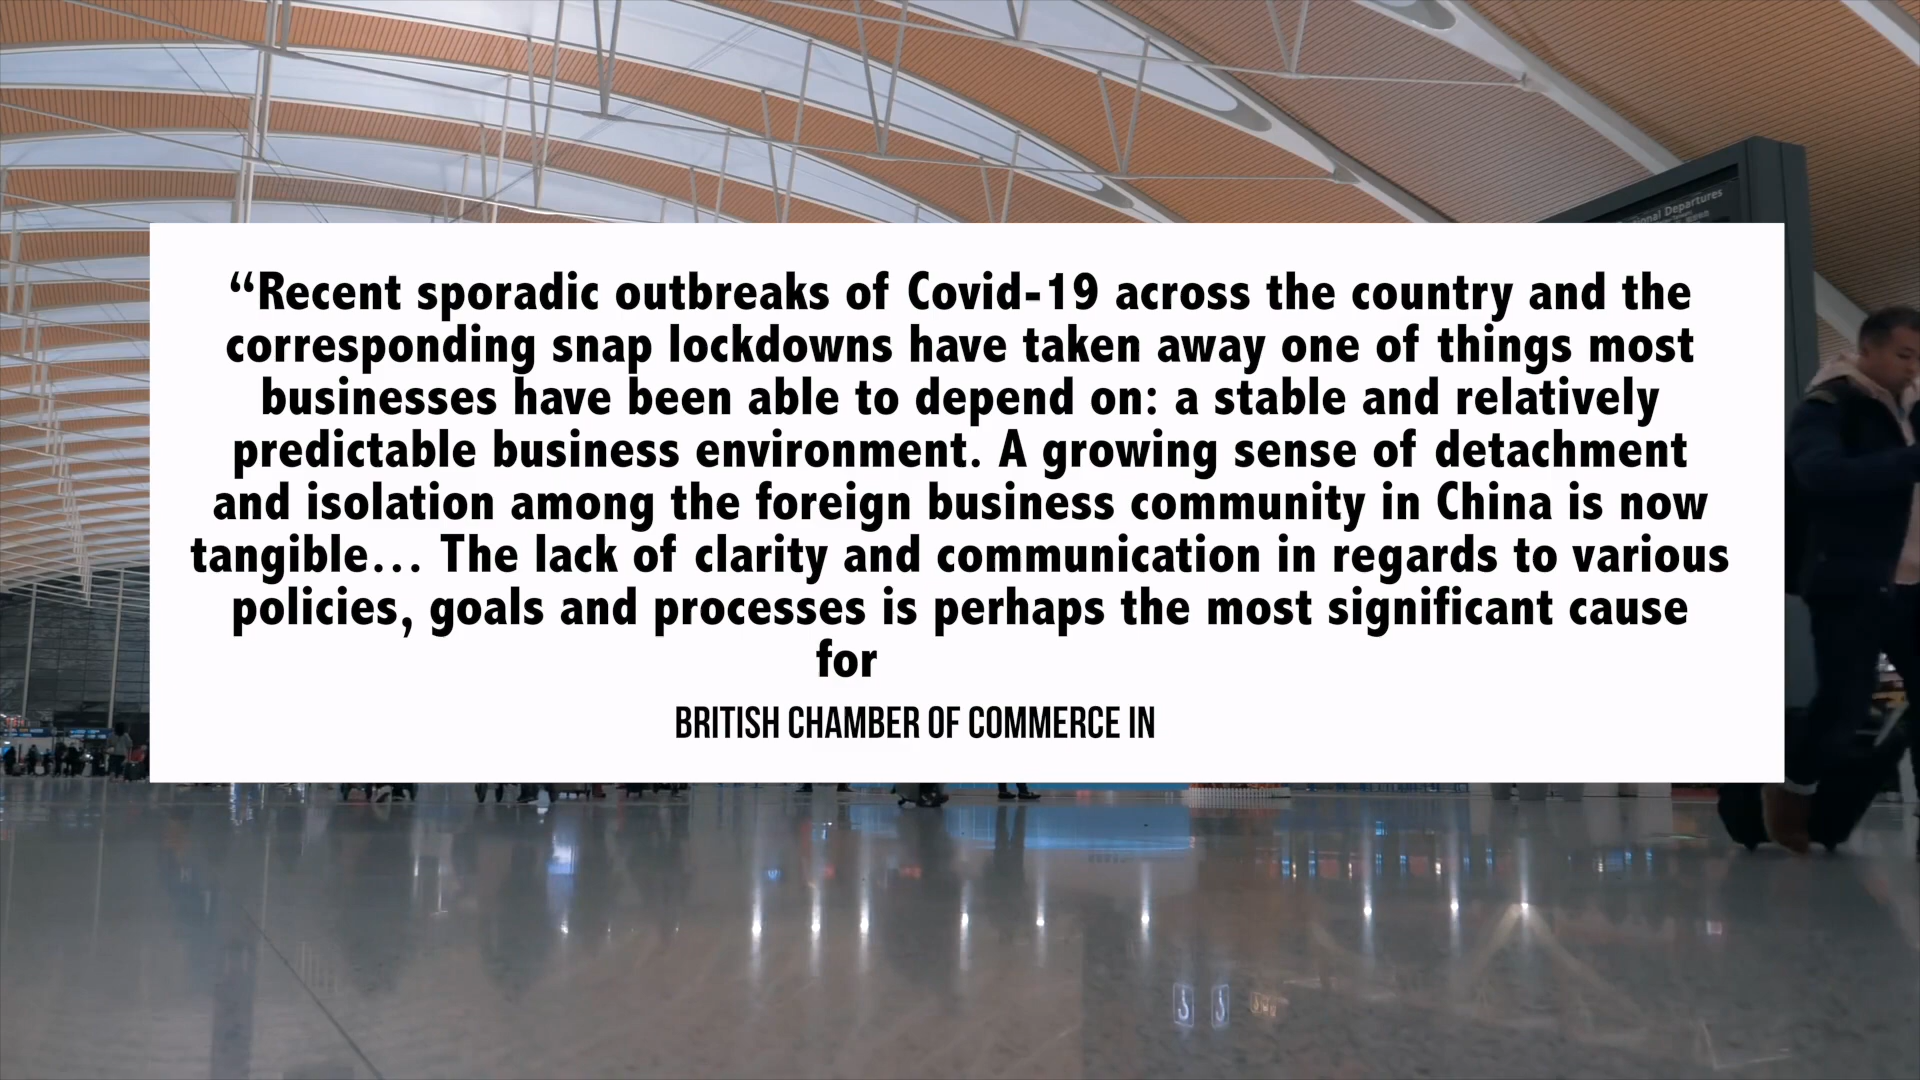 “Recent sporadic outbreaks of Covid-19 across the country and the
corresponding snap lockdowns have taken away one of things most
businesses have been able to depend on: a stable and relatively
predictable business environment. A growing sense of detachment
and isolation among the foreign business community in China is now
tangible… The lack of clarity and communication in regards to various
policies, goals and processes is perhaps the most significant cause
for
BRITISH CHAMBER OF COMMERCE IN
Departures